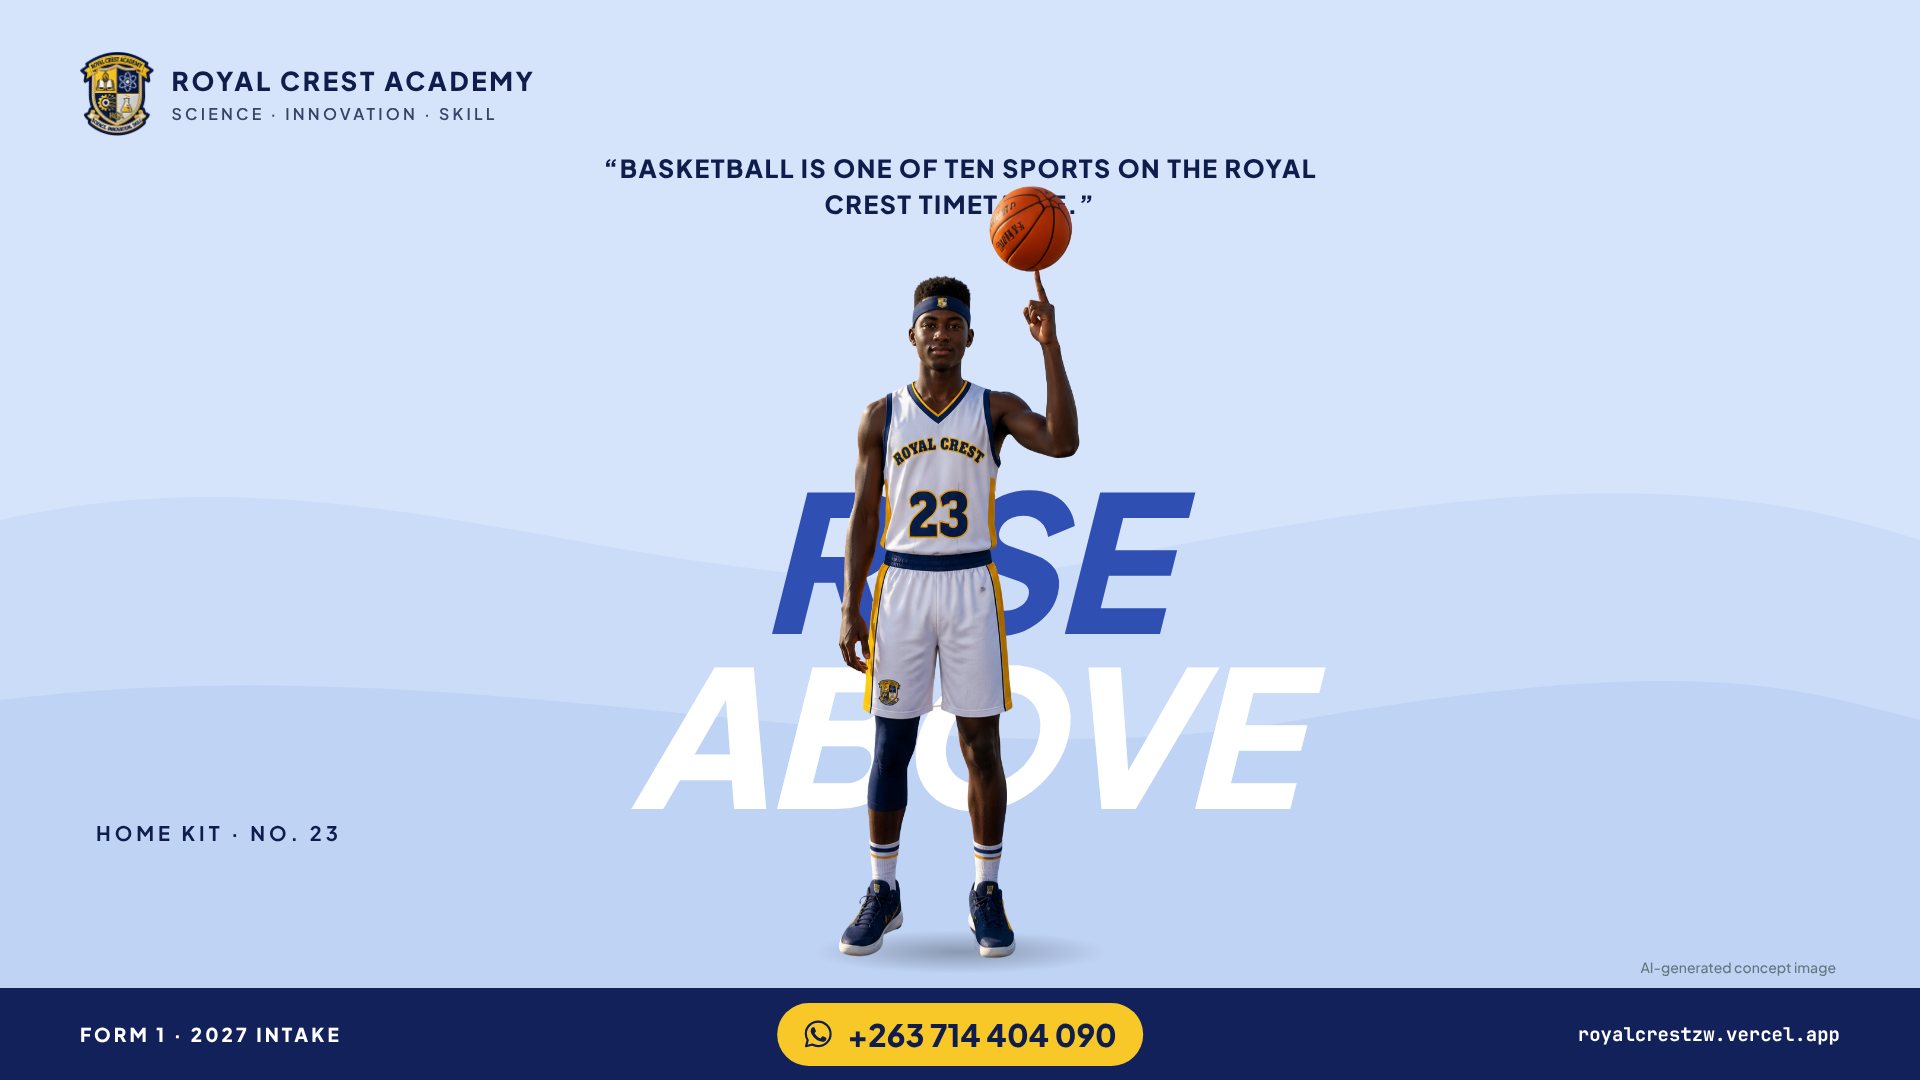 ROYAL CREST ACADEMY
SCIENCE · INNOVATION · SKILL
“BASKETBALL IS ONE OF TEN SPORTS ON THE ROYAL
CREST .”
ROYAL CREST
23
ABOVE
HOME KIT · NO. 23
AI-generated concept image
FORM 1 · 2027 INTAKE
+263 714 404 090
royalcrestzw.vercel.app